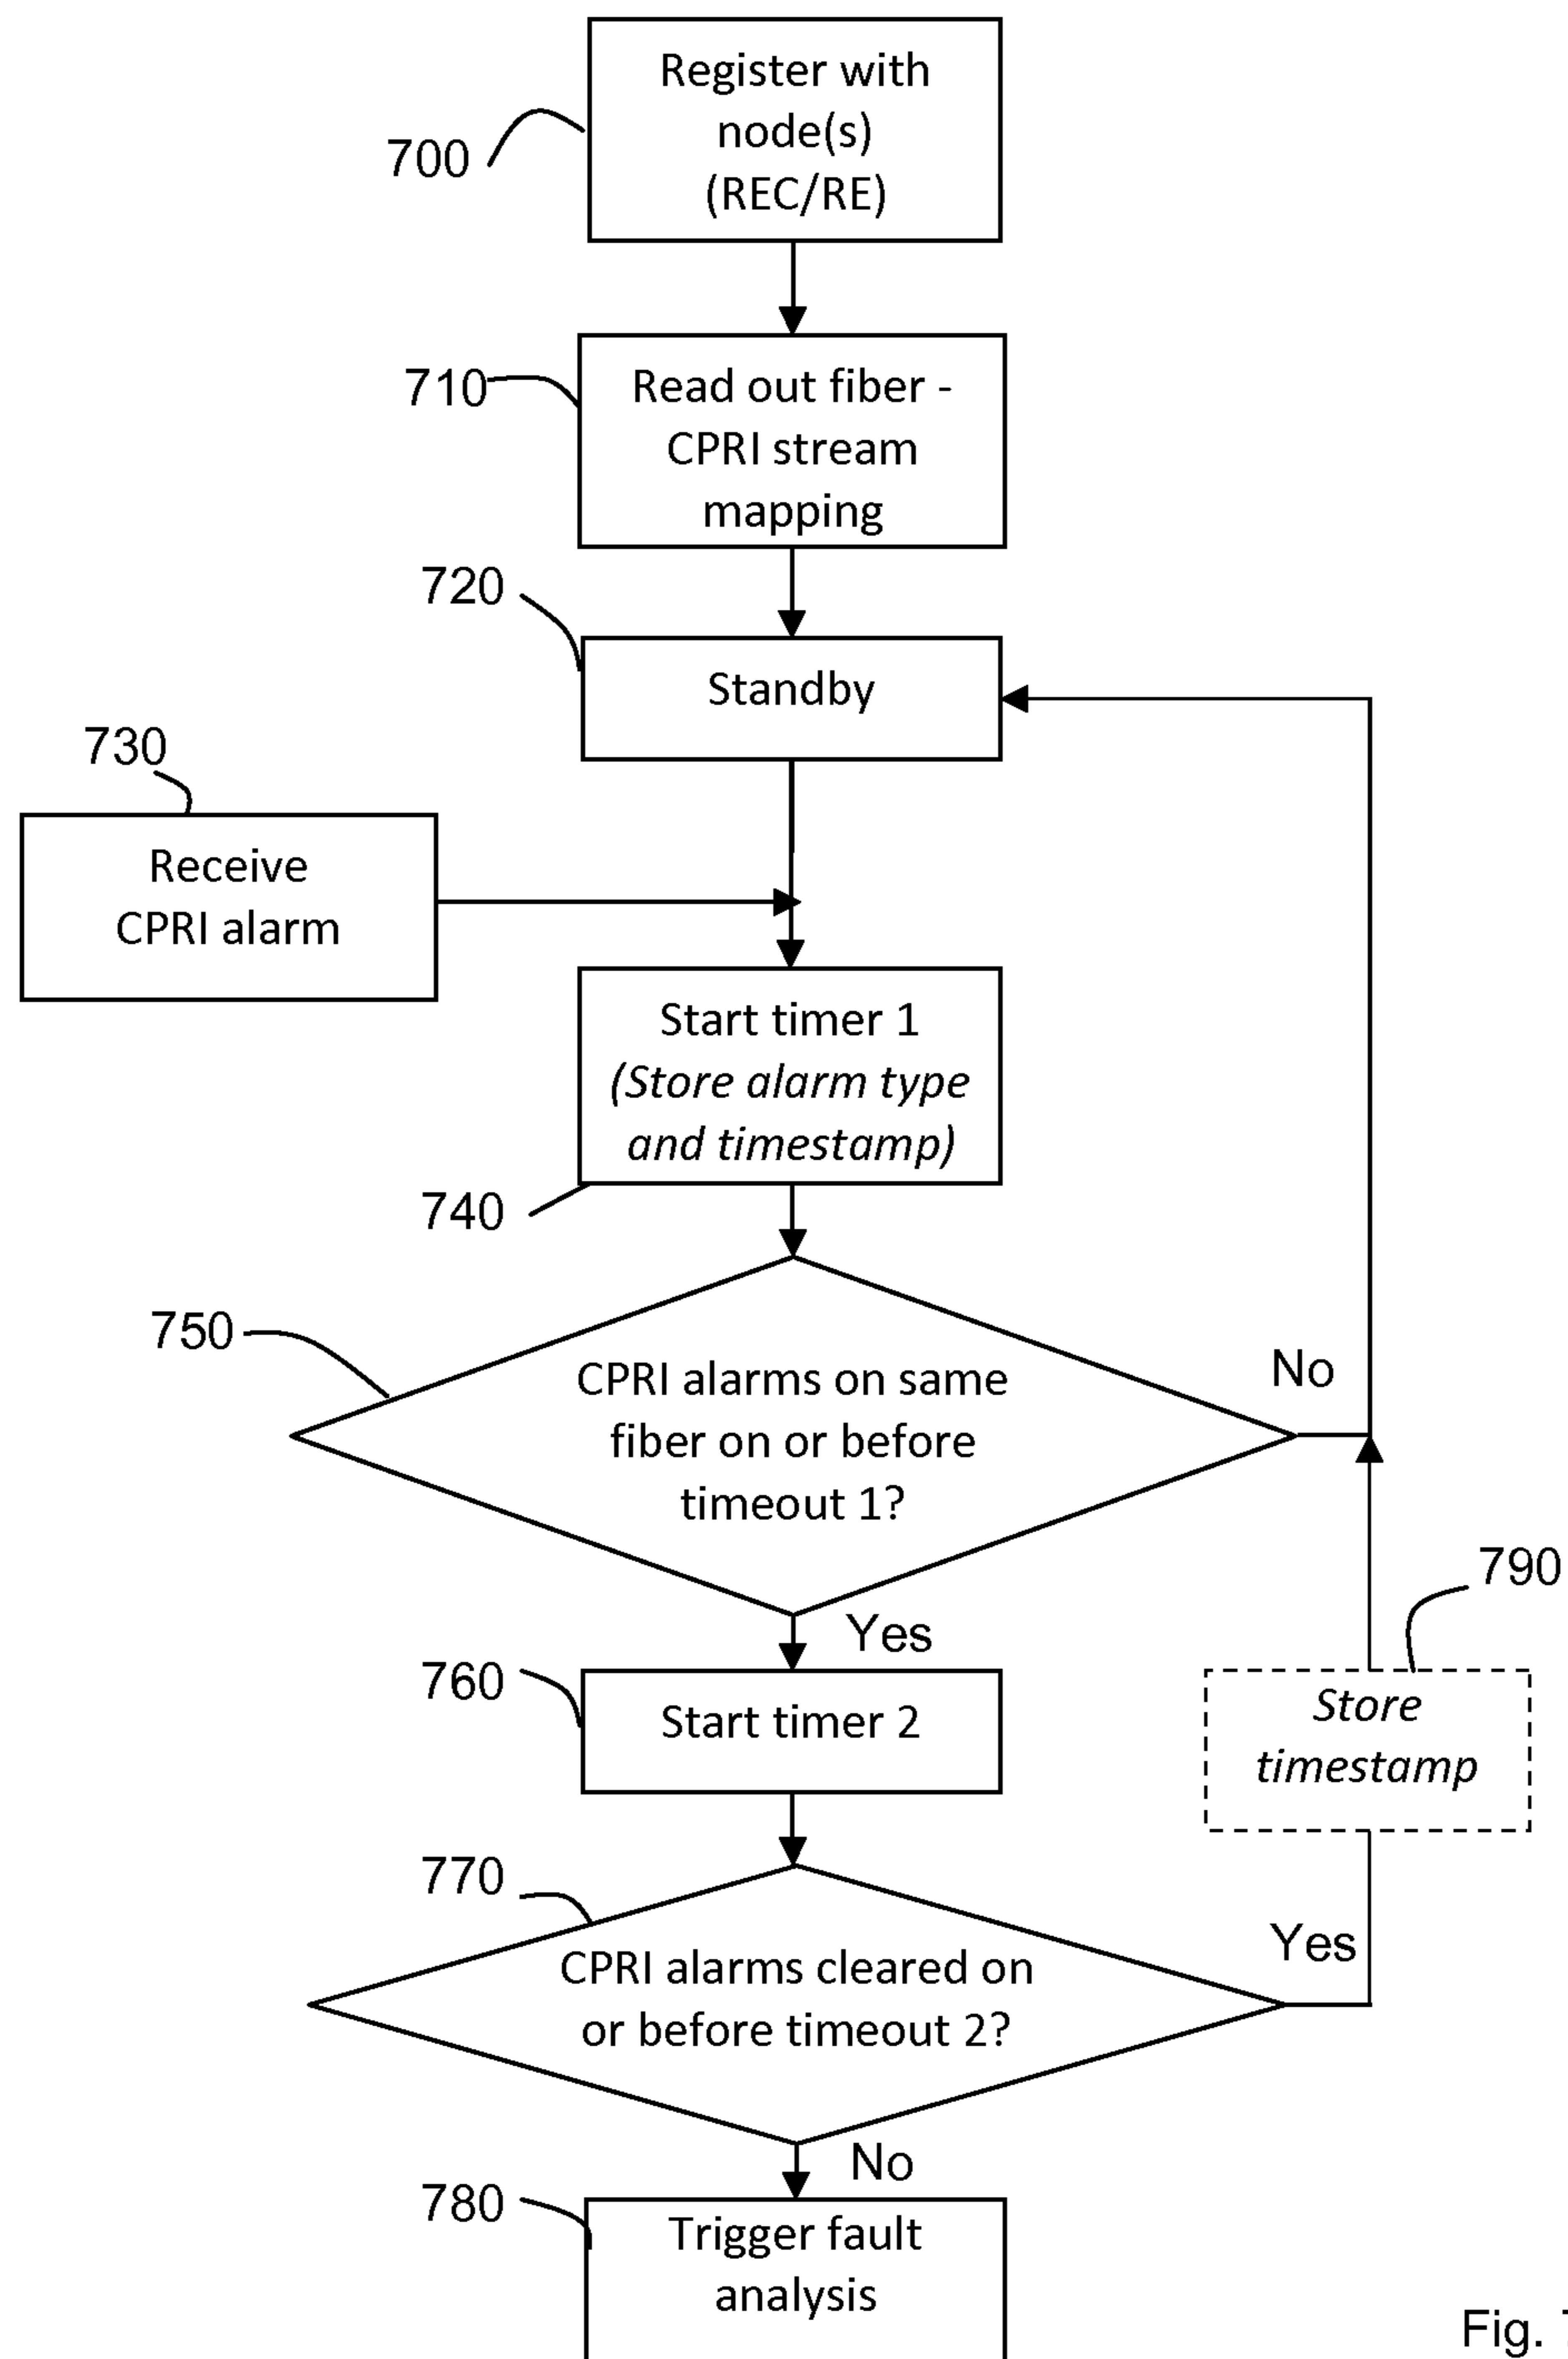 Register with
node(s)
(REC/RE)
700
Read out fiber -
CPRI stream
mapping
710
720
Standby
730
Receive
CPRI alarm
Start timer 1
(Store alarm type
and timestamp)
740
750
CPRI alarms on same
fiber on or before
timeout 1?
No
Yes
790
760
Start timer 2
Store
timestamp
770
CPRI alarms cleared on
or before timeout 2?
Yes
No
780
Trigger fault
analysis
Fig. 7